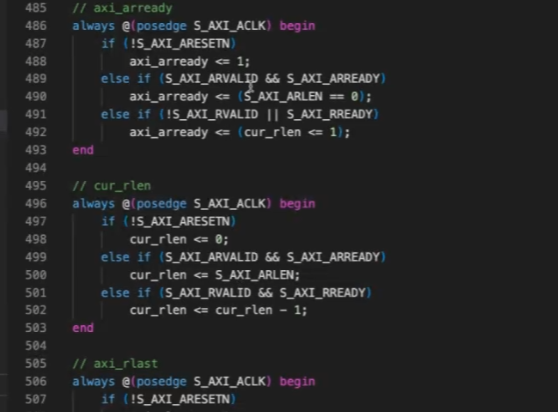 485 // axi_arready
486 always @(posedge S_AXI_ACLK) begin
487 if (!S_AXI_ARESETN)
488 axi_arready <= 1;
489 else if (S_AXI_ARVALID && S_AXI_ARREADY)
490 axi_arready <= (S_AXI_ARLEN == 0);
491 else if (!S_AXI_RVALID || S_AXI_RREADY)
492 axi_arready <= (cur_rlen <= 1);
493 end
494
495 // cur_rlen
496 always @(posedge S_AXI_ACLK) begin
497 if (!S_AXI_ARESETN)
498 cur_rlen <= 0;
499 else if (S_AXI_ARVALID && S_AXI_ARREADY)
500 cur_rlen <= S_AXI_ARLEN;
501 else if (S_AXI_RVALID && S_AXI_RREADY)
502 cur_rlen <= cur_rlen - 1;
503 end
504
505 // axi_rlast
506 always @(posedge S_AXI_ACLK) begin
507 if (!S_AXI_ARESETN)